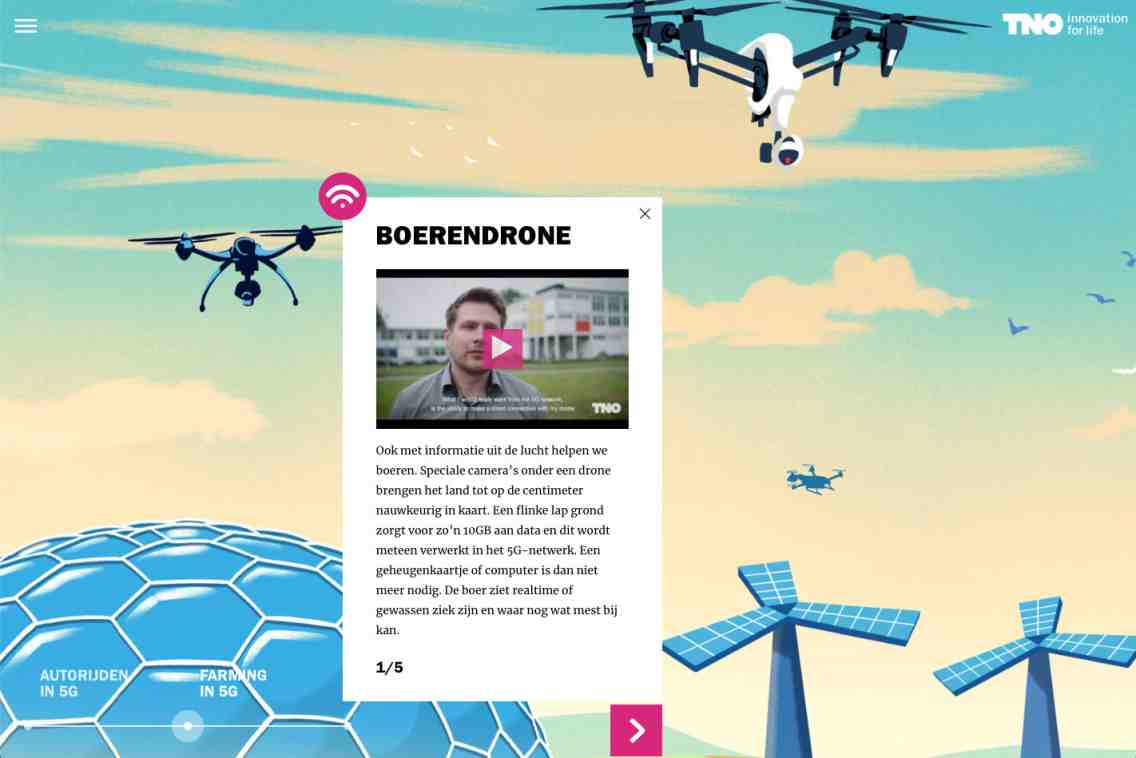 TNO innovation
for life
BOERENDRONE
What I would really want from the 5G network,
is the ability to make a direct connection with my drone
TNO
Ook met informatie uit de lucht helpen we
boeren. Speciale camera’s onder een drone
brengen het land tot op de centimeter
nauwkeurig in kaart. Een flinke lap grond
zorgt voor zo’n 10GB aan data en dit wordt
meteen verwerkt in het 5G-netwerk. Een
geheugenkaartje of computer is dan niet
meer nodig. De boer ziet realtime of
gewassen ziek zijn en waar nog wat mest bij
kan.
1/5
AUTORIJDEN
IN 5G
FARMING
IN 5G